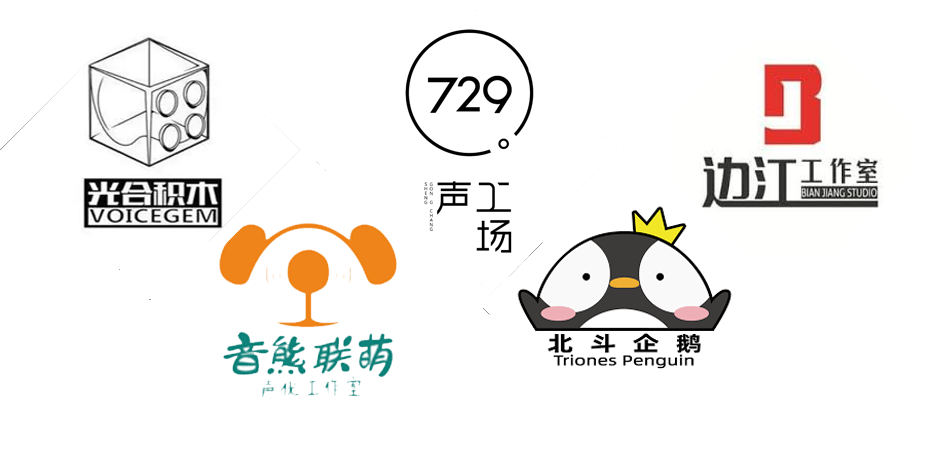 光合积木
VOICEGEM
729
声工场
SHENG GONG CHANG
边江工作室
BIAN JIANG STUDIO
音熊联萌
声优工作室
北斗企鹅
Triones Penguin